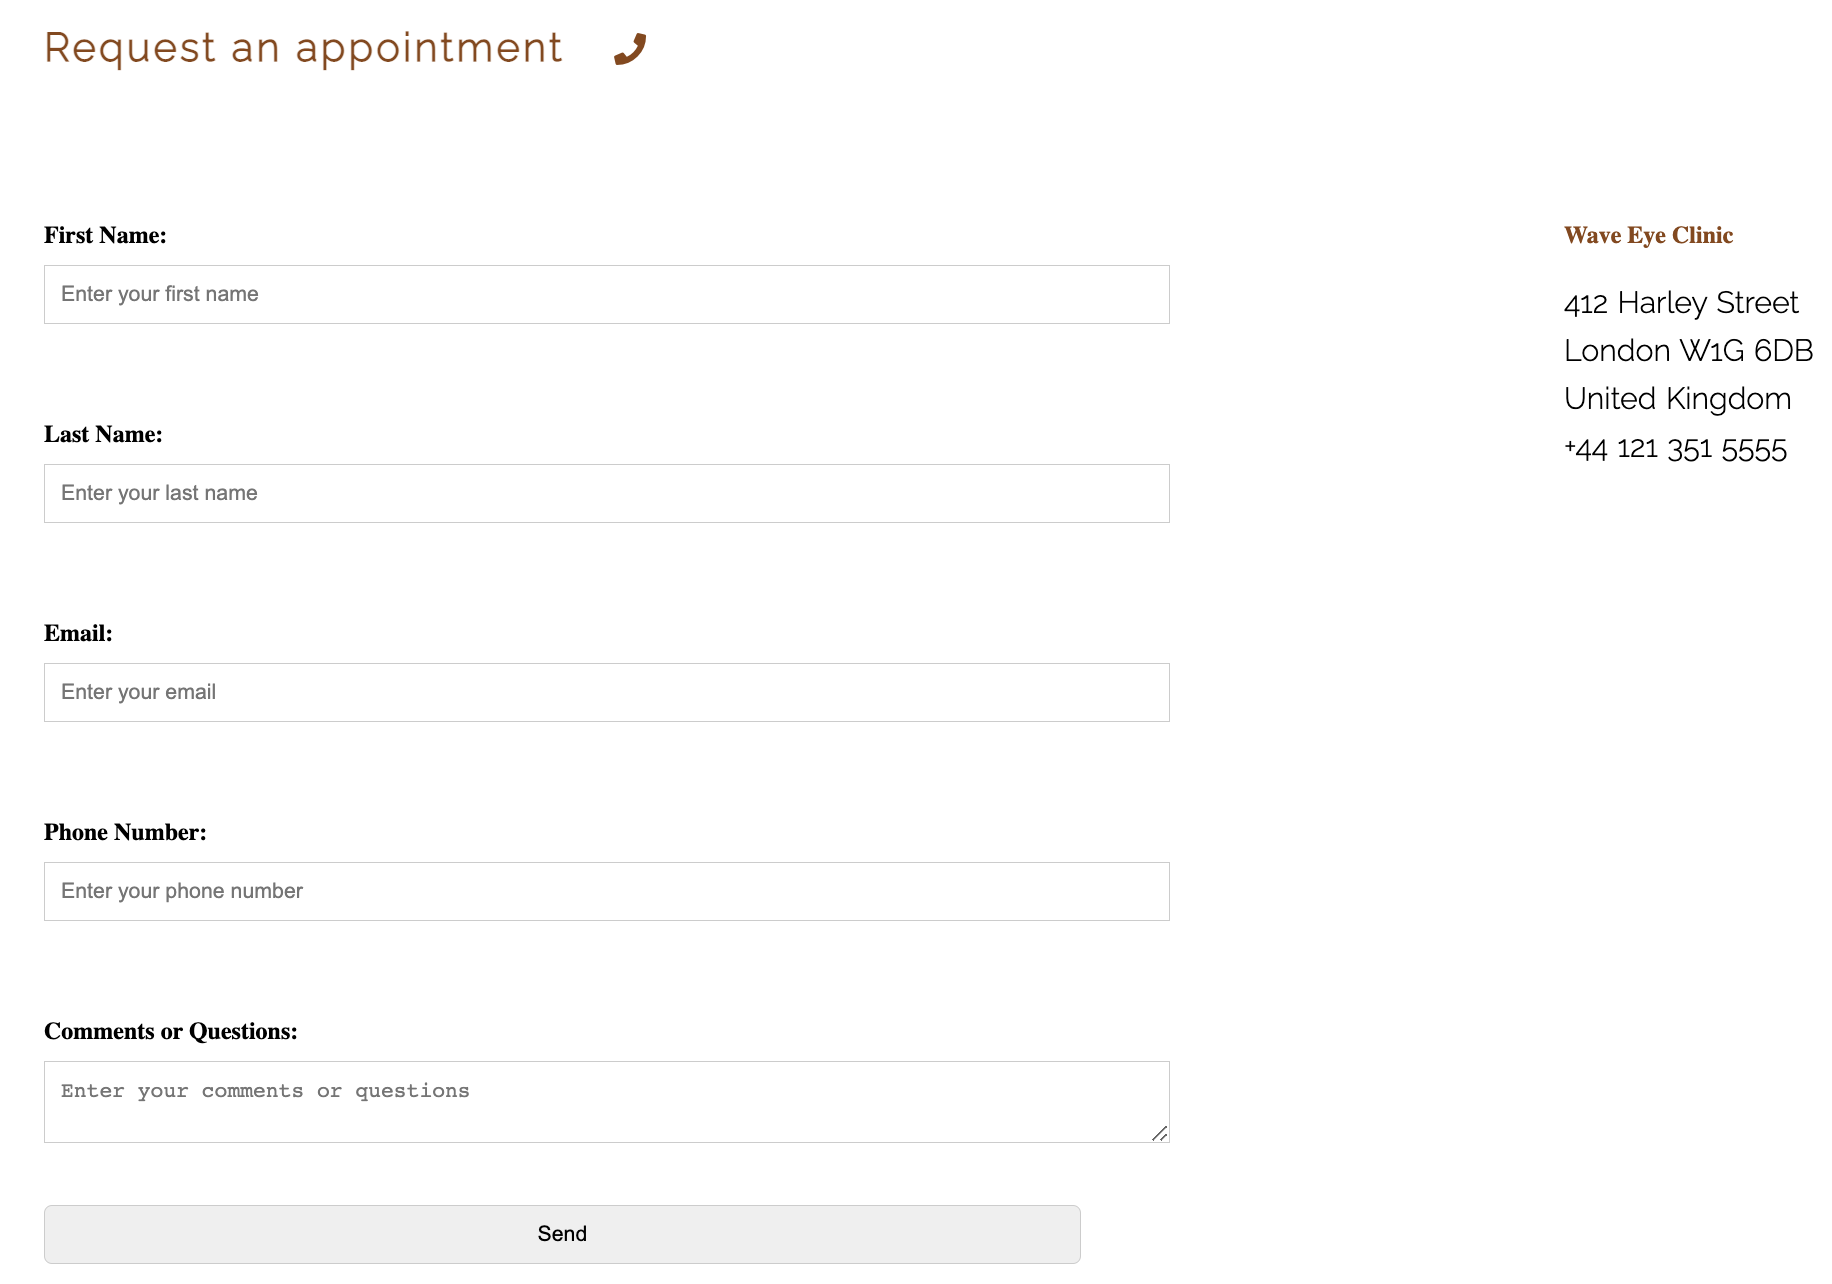 Request an appointment
First Name:
Enter your first name
Last Name:
Enter your last name
Email:
Enter your email
Phone Number:
Enter your phone number
Comments or Questions:
Enter your comments or questions
Send
Wave Eye Clinic
412 Harley Street
London W1G 6DB
United Kingdom
+44 121 351 5555